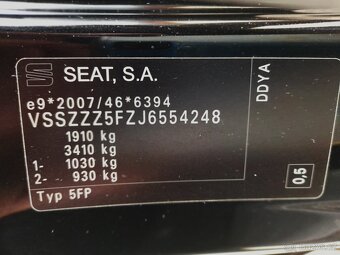 SEAT, S.A.
e9*2007/46*6394
VSSZZZ5FZJ6554248
1910 kg
3410 kg
1- 1030 kg
2- 930 kg
Typ 5FP
DDYA
0,5